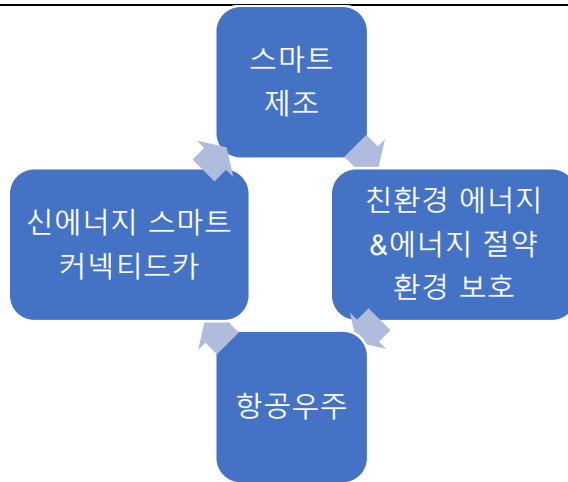 스마트
제조
친환경 에너지
&에너지 절약
환경 보호
항공우주
신에너지 스마트
커넥티드카